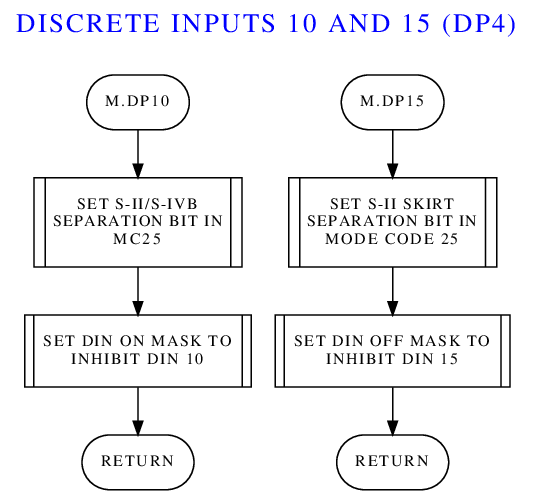 DISCRETE INPUTS 10 AND 15 (DP4)
M.DP10
SET S-II/S-IVB
SEPARATION BIT IN
MC25
SET DIN ON MASK TO
INHIBIT DIN 10
RETURN
M.DP15
SET S-II SKIRT
SEPARATION BIT IN
MODE CODE 25
SET DIN OFF MASK TO
INHIBIT DIN 15
RETURN